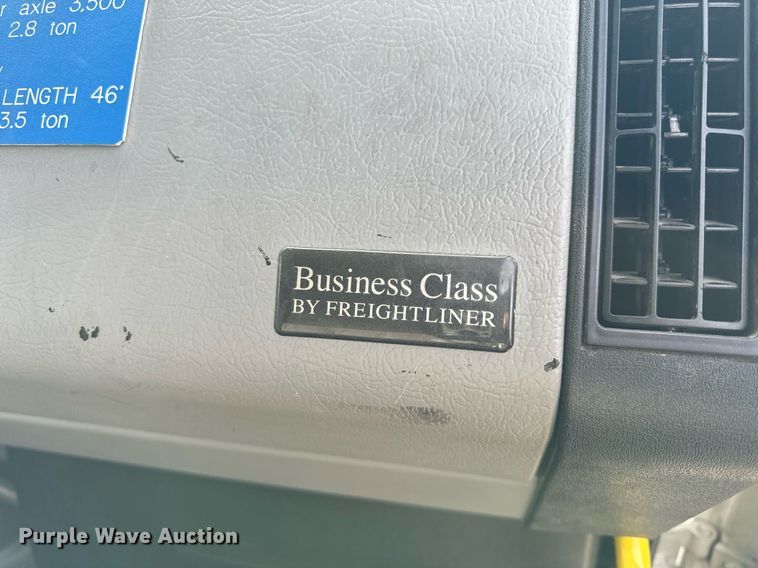 r axle 3,500
2.8 ton
LENGTH 46'
3.5 ton
Business Class
BY FREIGHTLINER
Purple Wave Auction